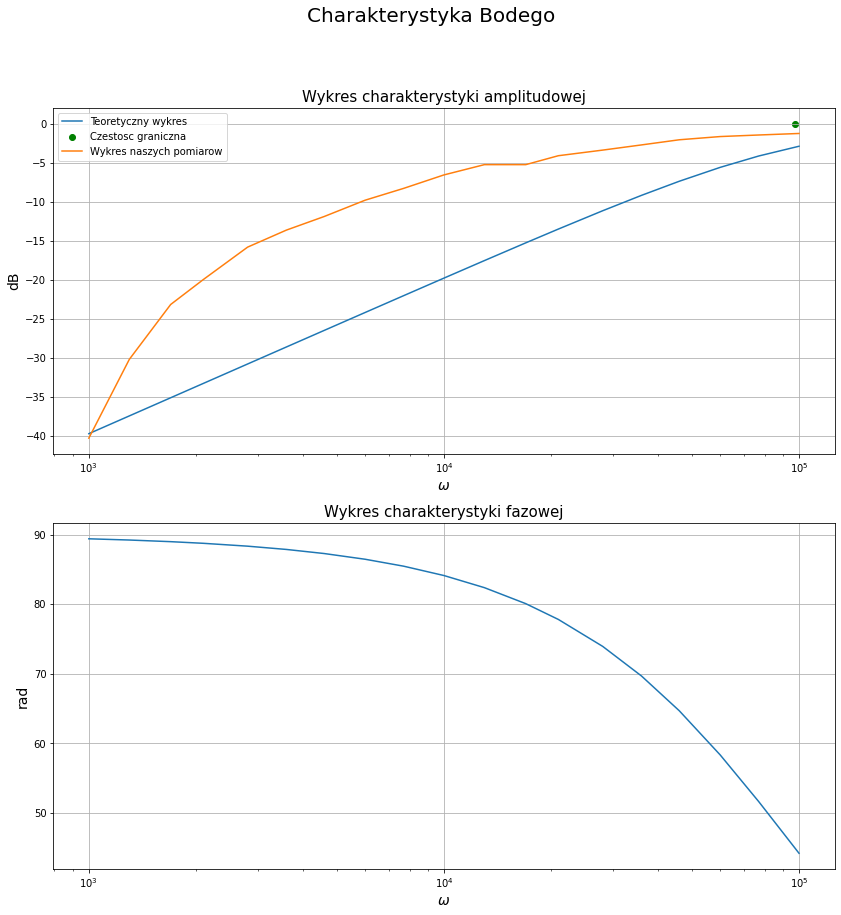 Charakterystyka Bodego
Wykres charakterystyki amplitudowej
Teoretyczny wykres
Czestosc graniczna
Wykres naszych pomiarow
0
−5
−10
−15
−20
−25
−30
−35
−40
dB
10³
10⁴
10⁵
ω
Wykres charakterystyki fazowej
90
80
70
60
50
rad
10³
10⁴
10⁵
ω